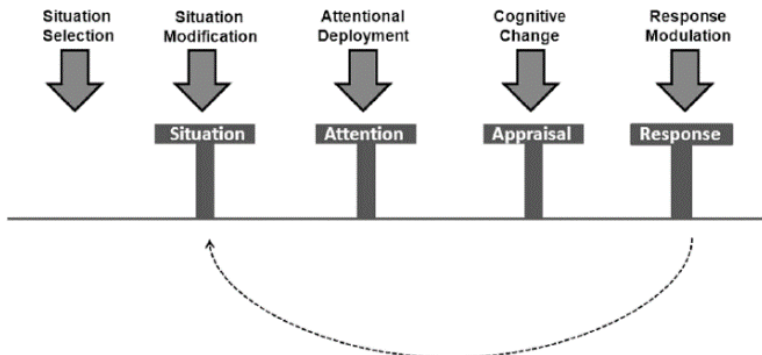 Situation
Selection
Situation
Modification
Attentional
Deployment
Cognitive
Change
Response
Modulation
Situation
Attention
Appraisal
Response